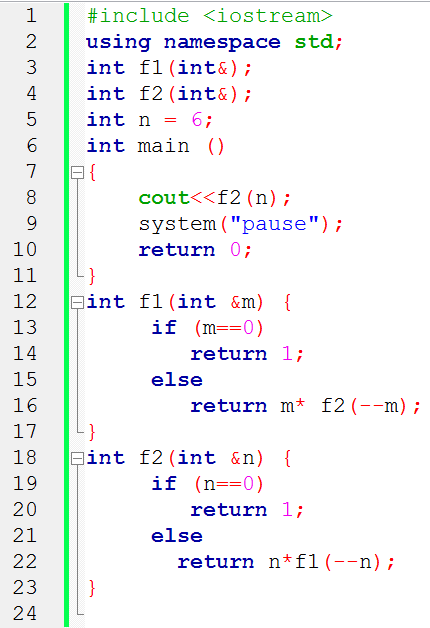 1 #include <iostream>
2 using namespace std;
3 int f1(int&);
4 int f2(int&);
5 int n = 6;
6 int main ()
7 {
8 cout<<f2(n);
9 system("pause");
10 return 0;
11 }
12 int f1(int &m) {
13 if (m==0)
14 return 1;
15 else
16 return m* f2(--m);
17 }
18 int f2(int &n) {
19 if (n==0)
20 return 1;
21 else
22 return n*f1(--n);
23 }
24